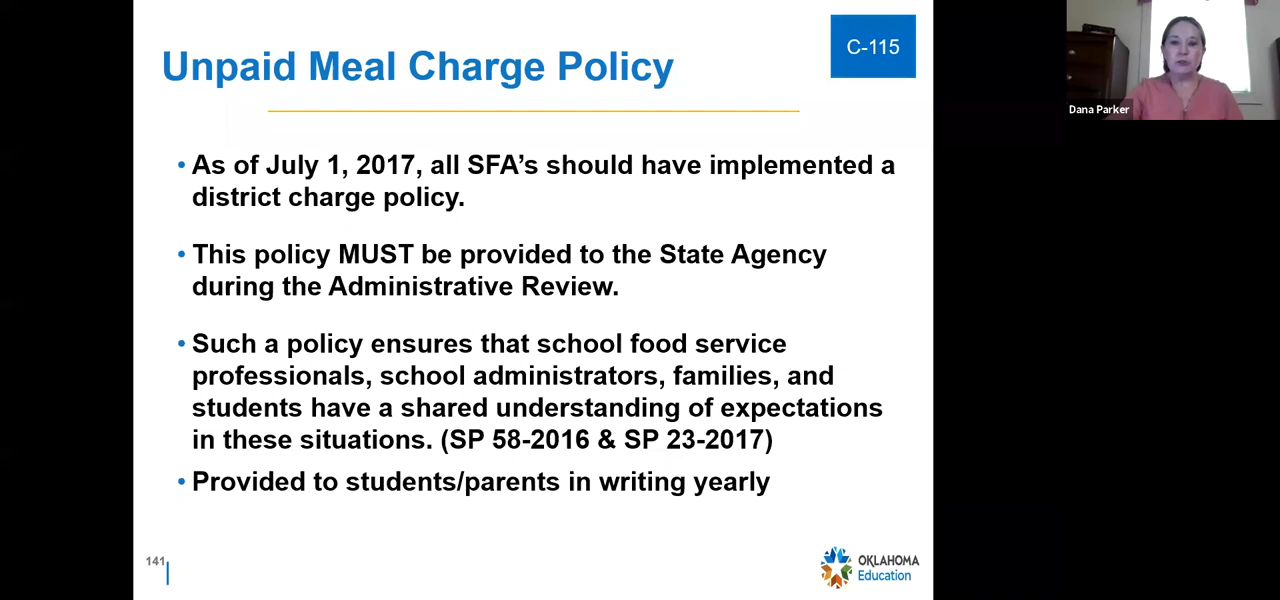 C-115
Unpaid Meal Charge Policy
Dana Parker
• As of July 1, 2017, all SFA’s should have implemented a
district charge policy.
• This policy MUST be provided to the State Agency
during the Administrative Review.
• Such a policy ensures that school food service
professionals, school administrators, families, and
students have a shared understanding of expectations
in these situations. (SP 58-2016 & SP 23-2017)
• Provided to students/parents in writing yearly
141
OKLAHOMA
Education